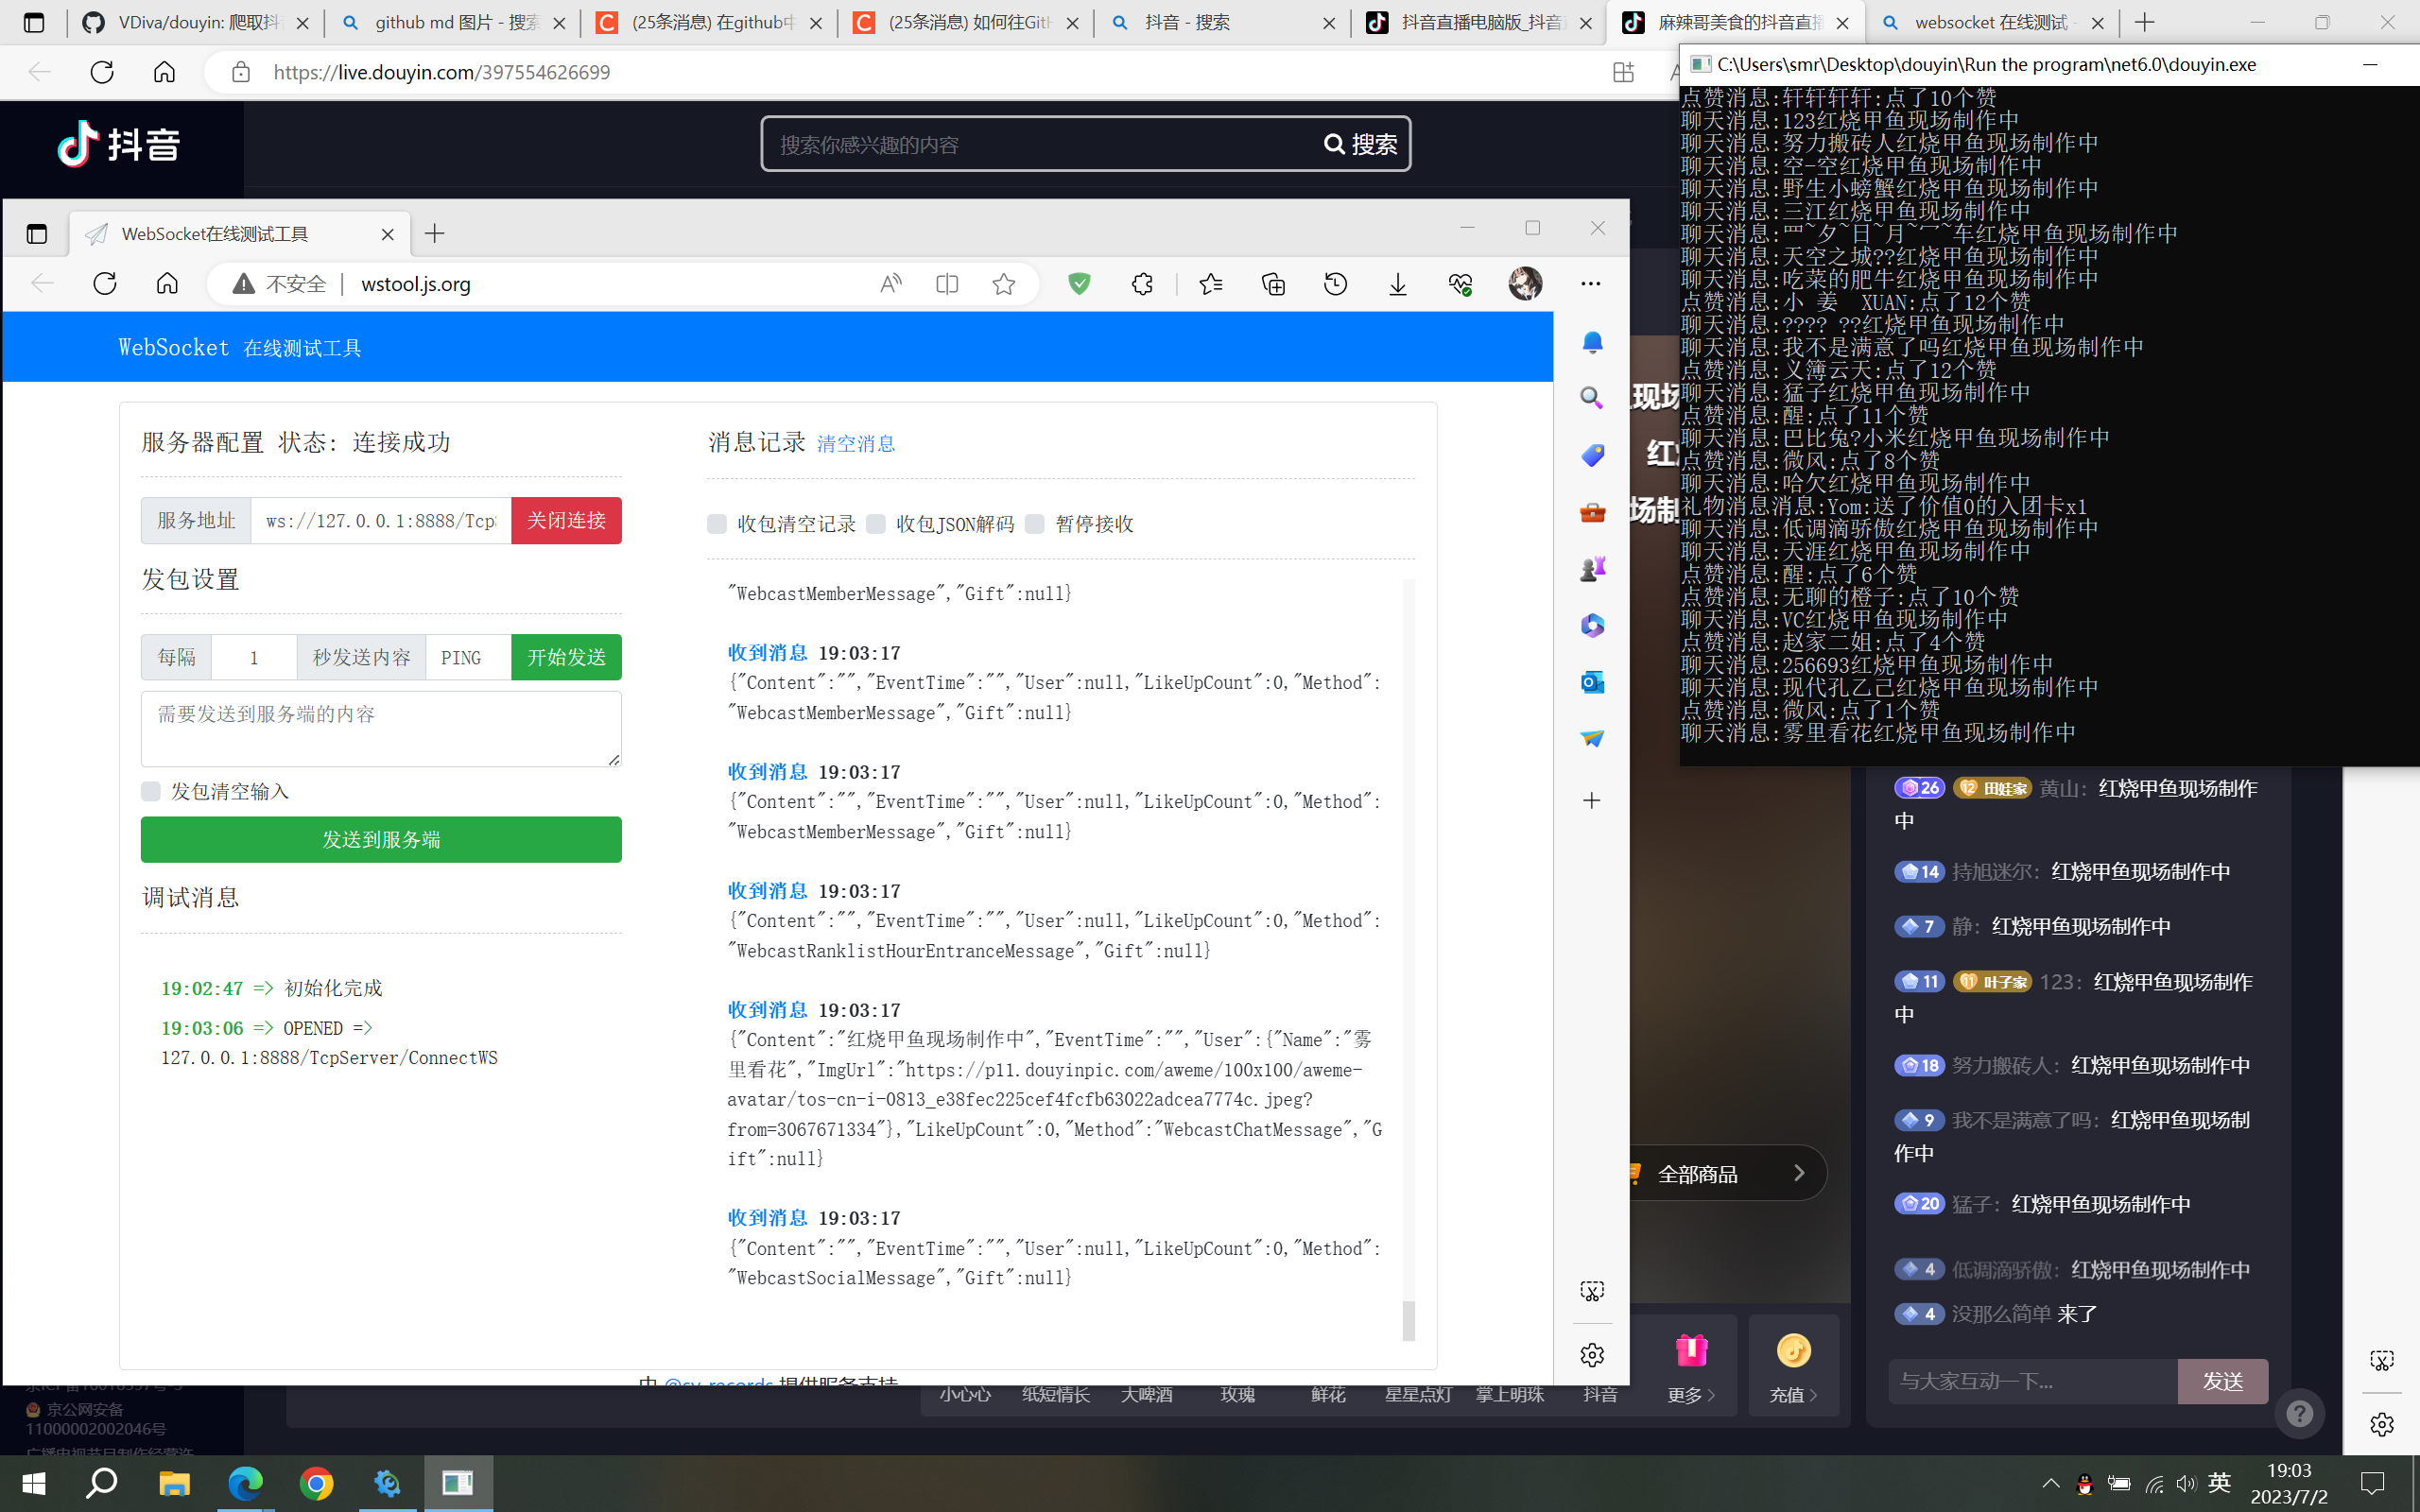 VDiva/douyin: 爬取抖
github md 图片 - 搜索
(25条消息) 在github中
(25条消息) 如何往GitH
抖音 - 搜索
抖音直播电脑版_抖音直
麻辣哥美食的抖音直播
websocket 在线测试 -
https://live.douyin.com/397554626699
抖音
搜索你感兴趣的内容
搜索
WebSocket在线测试工具
不安全
wstool.js.org
WebSocket 在线测试工具
服务器配置 状态: 连接成功
服务地址
ws://127.0.0.1:8888/Tcp
关闭连接
发包设置
每隔
1
秒发送内容
PING
开始发送
需要发送到服务端的内容
发包清空输入
发送到服务端
调试消息
19:02:47 => 初始化完成
19:03:06 => OPENED =>
127.0.0.1:8888/TcpServer/ConnectWS
消息记录 清空消息
收包清空记录
收包JSON解码
暂停接收
"WebcastMemberMessage","Gift":null}
收到消息 19:03:17
{"Content":"","EventTime":"","User":null,"LikeUpCount":0,"Method":
"WebcastMemberMessage","Gift":null}
收到消息 19:03:17
{"Content":"","EventTime":"","User":null,"LikeUpCount":0,"Method":
"WebcastMemberMessage","Gift":null}
收到消息 19:03:17
{"Content":"","EventTime":"","User":null,"LikeUpCount":0,"Method":
"WebcastRanklistHourEntranceMessage","Gift":null}
收到消息 19:03:17
{"Content":"红烧甲鱼现场制作中","EventTime":"","User":{"Name":"雾
里看花","ImgUrl":"https://p11.douyinpic.com/aweme/100x100/aweme-
avatar/tos-cn-i-0813_e38fec225cef4fcfb63022adcea7774c.jpeg?
from=3067671334"},"LikeUpCount":0,"Method":"WebcastChatMessage","G
ift":null}
收到消息 19:03:17
{"Content":"","EventTime":"","User":null,"LikeUpCount":0,"Method":
"WebcastSocialMessage","Gift":null}
C:\Users\smr\Desktop\douyin\Run the program\net6.0\douyin.exe
点赞消息:轩轩轩轩:点了10个赞
聊天消息:123红烧甲鱼现场制作中
聊天消息:努力搬砖人红烧甲鱼现场制作中
聊天消息:空-空红烧甲鱼现场制作中
聊天消息:野生小螃蟹红烧甲鱼现场制作中
聊天消息:三江红烧甲鱼现场制作中
聊天消息:罒~夕~日~月~冖~车红烧甲鱼现场制作中
聊天消息:天空之城??红烧甲鱼现场制作中
聊天消息:吃菜的肥牛红烧甲鱼现场制作中
点赞消息:小 姜  XUAN:点了12个赞
聊天消息:???? ??红烧甲鱼现场制作中
聊天消息:我不是满意了吗红烧甲鱼现场制作中
点赞消息:义簿云天:点了12个赞
聊天消息:猛子红烧甲鱼现场制作中
点赞消息:醒:点了11个赞
聊天消息:巴比兔?小米红烧甲鱼现场制作中
点赞消息:微风:点了8个赞
聊天消息:哈欠红烧甲鱼现场制作中
礼物消息消息:Yom:送了价值0的入团卡x1
聊天消息:低调滴骄傲红烧甲鱼现场制作中
聊天消息:天涯红烧甲鱼现场制作中
点赞消息:醒:点了6个赞
点赞消息:无聊的橙子:点了10个赞
聊天消息:VC红烧甲鱼现场制作中
点赞消息:赵家二姐:点了4个赞
聊天消息:256693红烧甲鱼现场制作中
聊天消息:现代孔乙己红烧甲鱼现场制作中
点赞消息:微风:点了1个赞
聊天消息:雾里看花红烧甲鱼现场制作中
26 12 田娃家 黄山: 红烧甲鱼现场制作
中
14 持旭迷尔: 红烧甲鱼现场制作中
7 静: 红烧甲鱼现场制作中
11 11 叶子家 123: 红烧甲鱼现场制作
中
18 努力搬砖人: 红烧甲鱼现场制作中
9 我不是满意了吗: 红烧甲鱼现场制
作中
20 猛子: 红烧甲鱼现场制作中
4 低调滴骄傲: 红烧甲鱼现场制作中
4 没那么简单 来了
与大家互动一下...
发送
全部商品
小心心
纸短情长
大啤酒
玫瑰
鲜花
星星点灯
掌上明珠
抖音
更多
充值
京公网安备
11000002002046号
英
19:03
2023/7/2